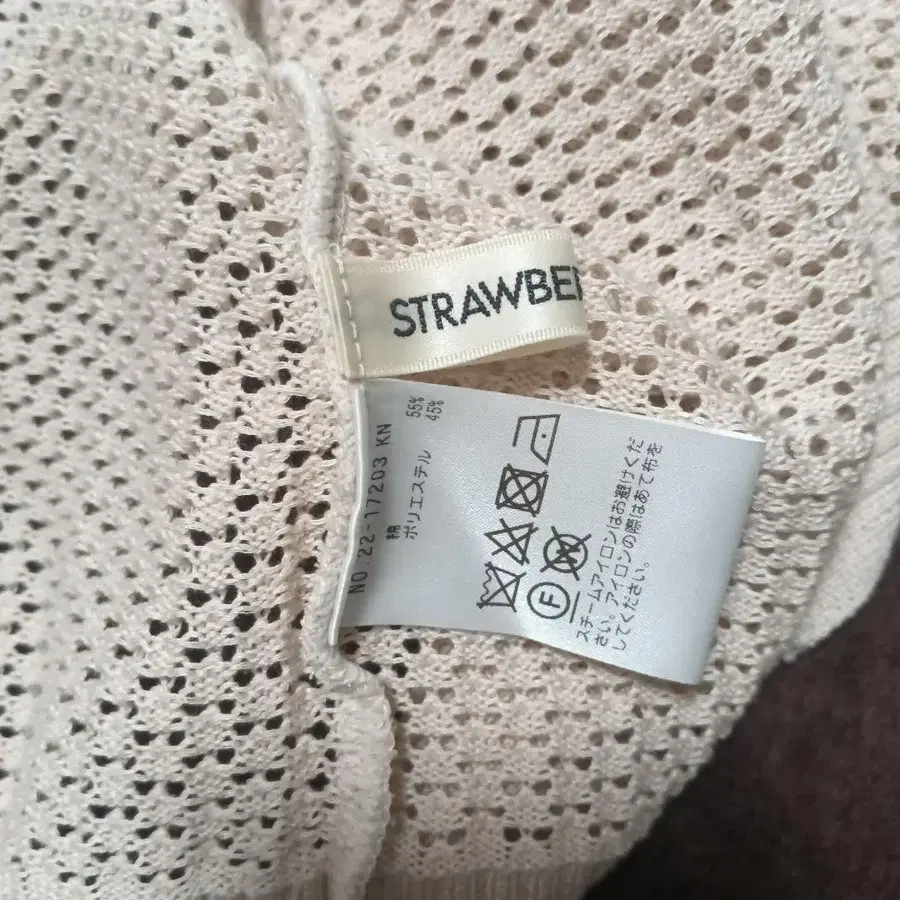 STRAWBE
NO.22-17203 KN
綿 55%
ポリエステル 45%
F
W
スチームアイロンはお避けくだ
さい。アイロンの際はあて布を
してください。